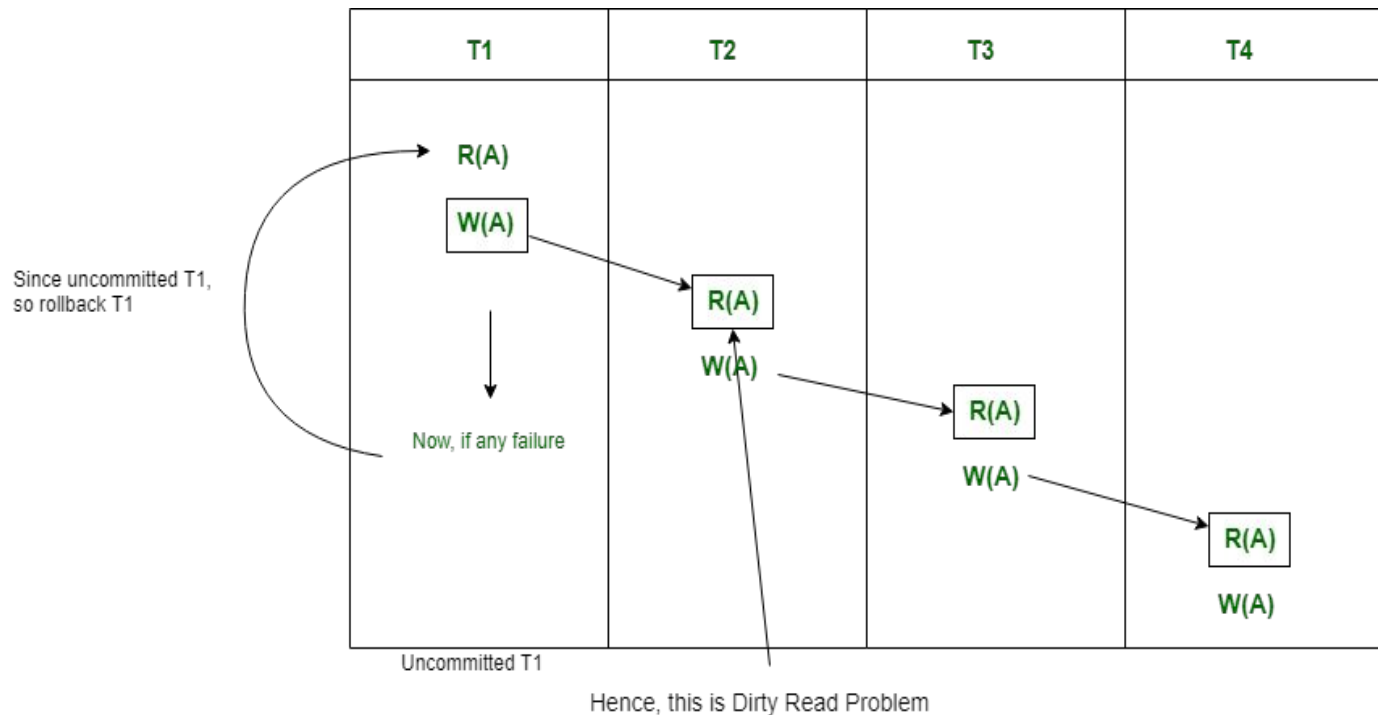 T1 T2 T3 T4
R(A)
W(A)
Since uncommitted T1,
so rollback T1
R(A)
W(A)
R(A)
Now, if any failure
W(A)
R(A)
W(A)
Uncommitted T1
Hence, this is Dirty Read Problem